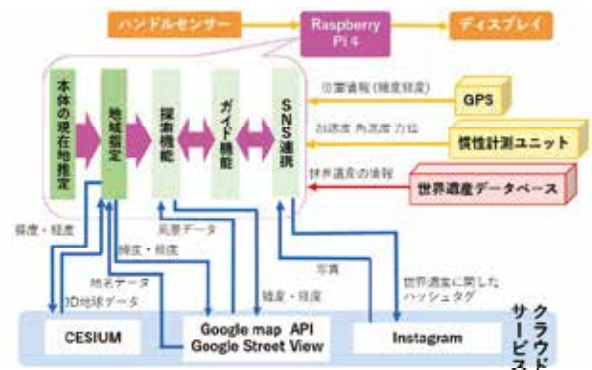 ハンドルセンサー
Raspberry
Pi 4
ディスプレイ
本体の現在地推定
地域指定
探索機能
ガイド機能
SNS連携
位置情報 (緯度経度)
GPS
加速度 角速度 方位
慣性計測ユニット
世界遺産の情報
世界遺産データベース
緯度・経度
緯度・経度
風景データ
地名データ
3D地球データ
緯度・経度
写真
世界遺産に関した
ハッシュタグ
CESIUM
Google map API
Google Street View
Instagram
クラウド
サービス